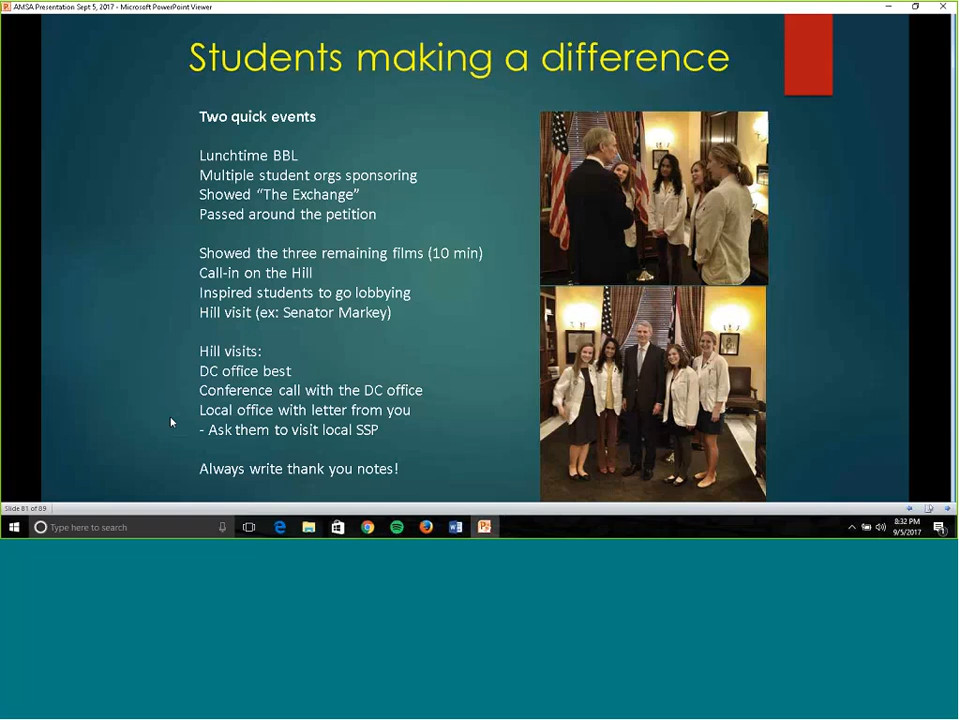 AMSA Presentation Sept 5, 2017 - Microsoft PowerPoint Viewer
Students making a difference
Two quick events
Lunchtime BBL
Multiple student orgs sponsoring
Showed “The Exchange”
Passed around the petition
Showed the three remaining films (10 min)
Call-in on the Hill
Inspired students to go lobbying
Hill visit (ex: Senator Markey)
Hill visits:
DC office best
Conference call with the DC office
Local office with letter from you
- Ask them to visit local SSP
Always write thank you notes!
Slide 81 of 89
Type here to search
8:32 PM
9/5/2017